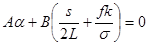 Aα + B(s/2L + fk/σ) = 0